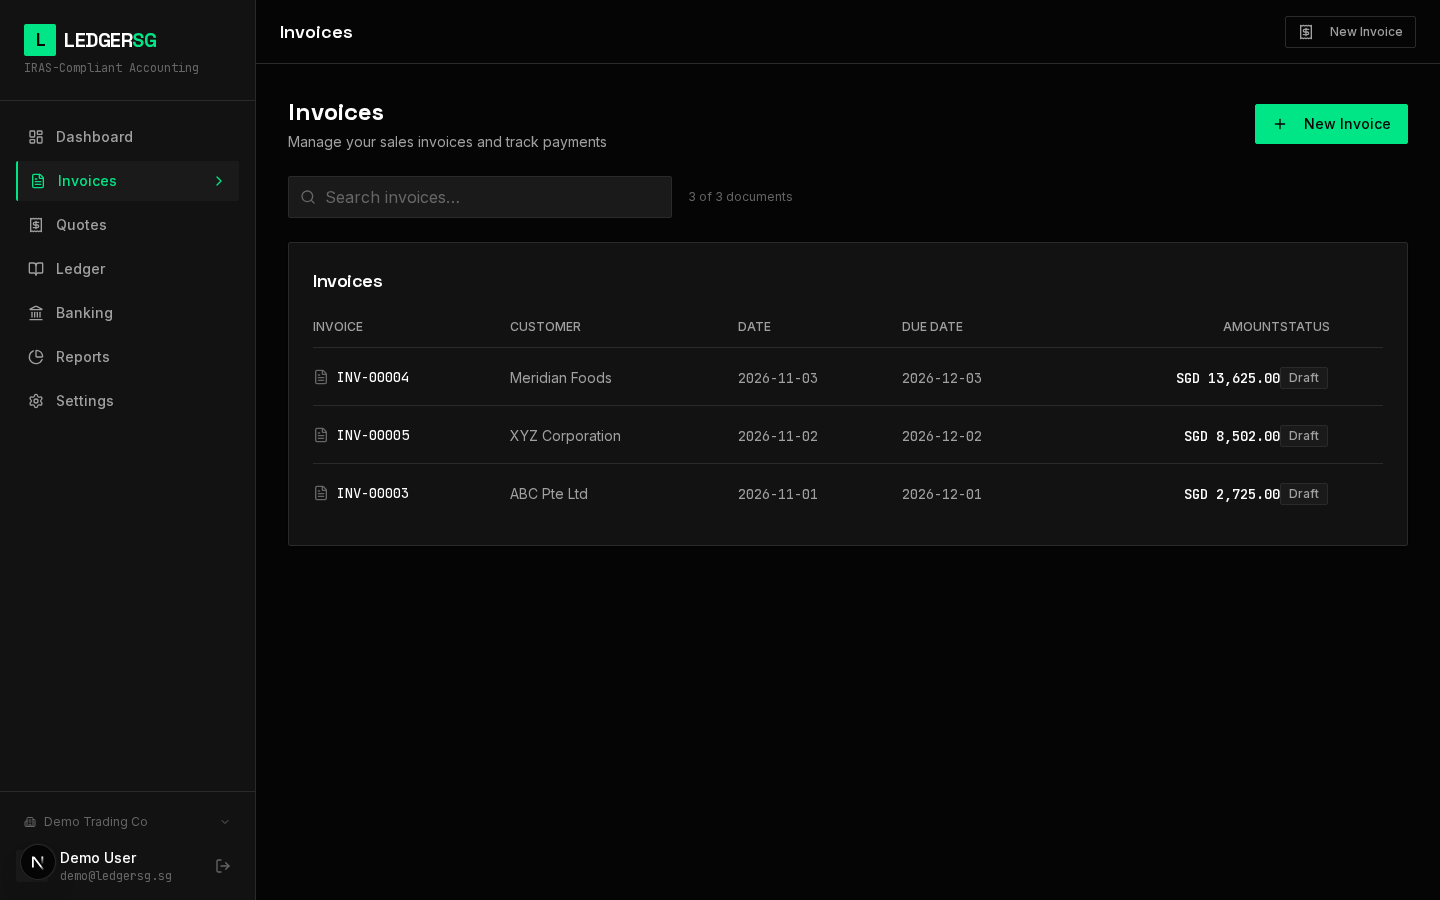 L LEDGERSG
IRAS-Compliant Accounting
Dashboard
Invoices
Quotes
Ledger
Banking
Reports
Settings
Demo Trading Co
N
Demo User
demo@ledgersg.sg
Invoices
New Invoice
Invoices
Manage your sales invoices and track payments
New Invoice
Search invoices...
3 of 3 documents
Invoices
INVOICE CUSTOMER DATE DUE DATE AMOUNT STATUS
INV-00004 Meridian Foods 2026-11-03 2026-12-03 SGD 13,625.00 Draft
INV-00005 XYZ Corporation 2026-11-02 2026-12-02 SGD 8,502.00 Draft
INV-00003 ABC Pte Ltd 2026-11-01 2026-12-01 SGD 2,725.00 Draft